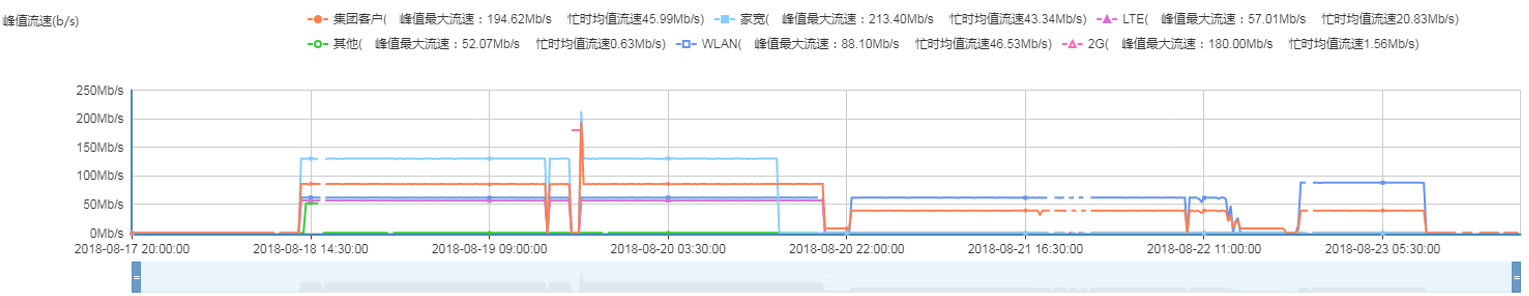 峰值流速(b/s)
集团客户( 峰值最大流速：194.62Mb/s 忙时均值流速45.99Mb/s) 家宽( 峰值最大流速：213.40Mb/s 忙时均值流速43.34Mb/s) LTE( 峰值最大流速：57.01Mb/s 忙时均值流速20.83Mb/s)
其他( 峰值最大流速：52.07Mb/s 忙时均值流速0.63Mb/s) WLAN( 峰值最大流速：88.10Mb/s 忙时均值流速46.53Mb/s) 2G( 峰值最大流速：180.00Mb/s 忙时均值流速1.56Mb/s)
250Mb/s
200Mb/s
150Mb/s
100Mb/s
50Mb/s
0Mb/s
2018-08-17 20:00:00 2018-08-18 14:30:00 2018-08-19 09:00:00 2018-08-20 03:30:00 2018-08-20 22:00:00 2018-08-21 16:30:00 2018-08-22 11:00:00 2018-08-23 05:30:00